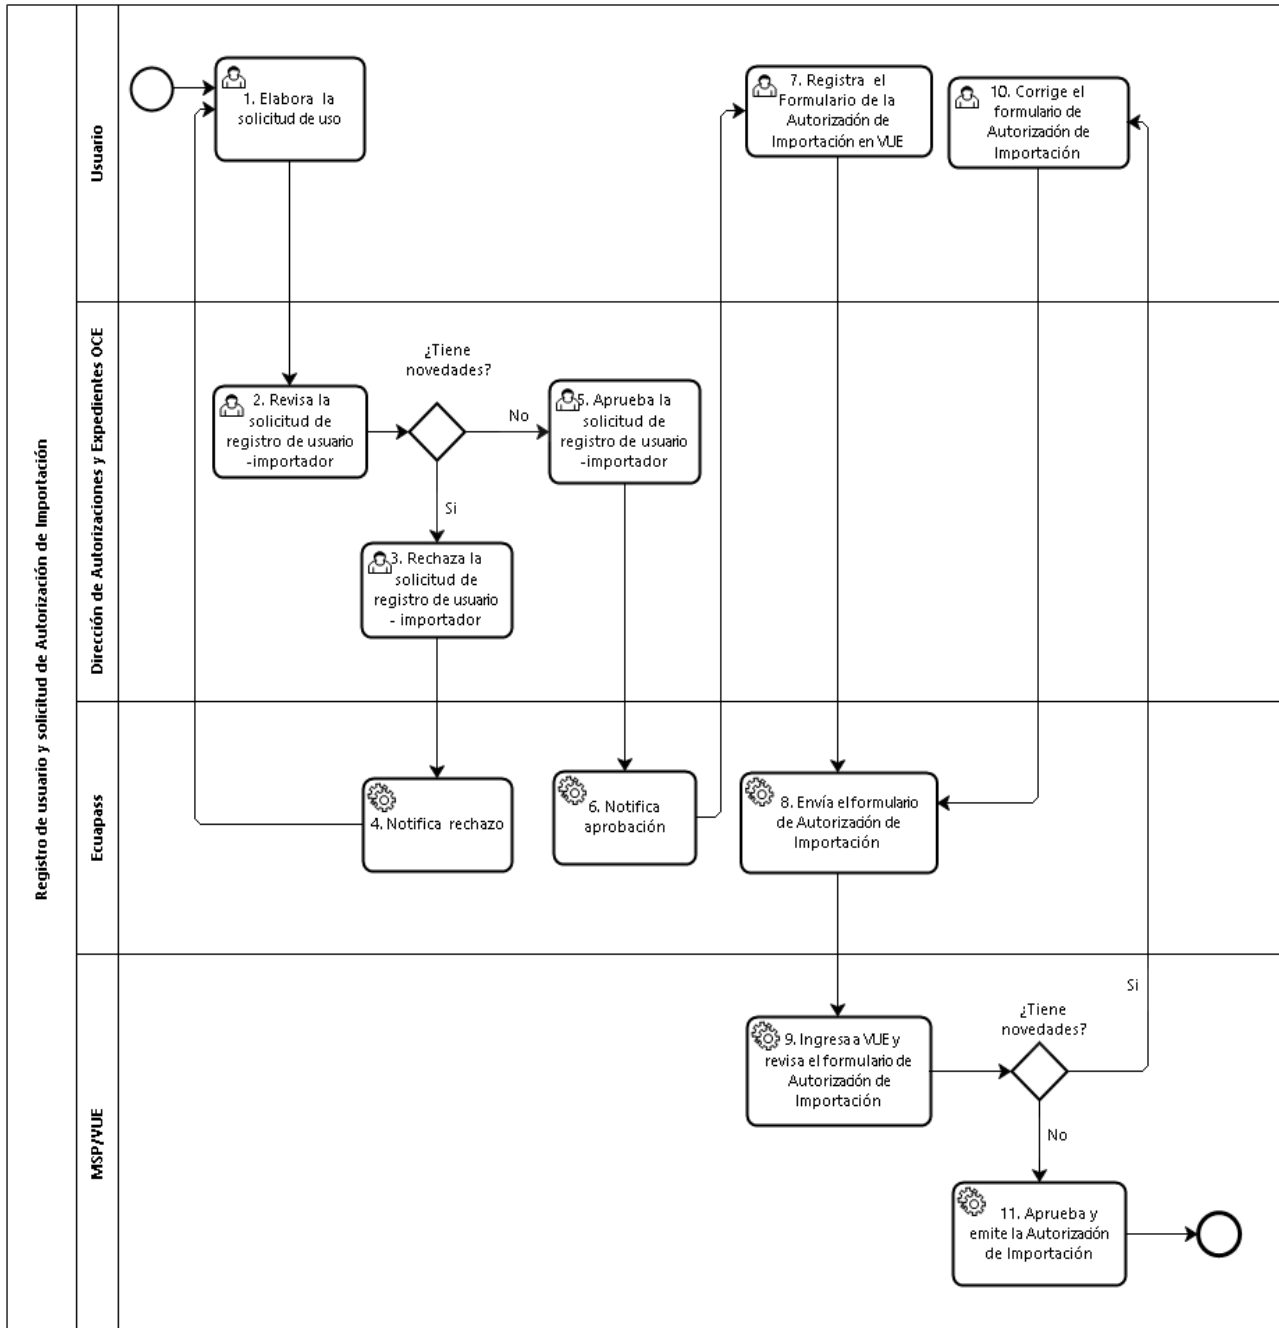 Registro de usuario y solicitud de Autorización de Importación
Usuario
1. Elabora la
solicitud de uso
7. Registra el
Formulario de la
Autorización de
Importación en VUE
10. Corrige el
formulario de
Autorización de
Importación
Dirección de Autorizaciones y Expedientes OCE
2. Revisa la
solicitud de
registro de usuario
-importador
¿Tiene
novedades?
No
Si
5. Aprueba la
solicitud de
registro de usuario
-importador
3. Rechaza la
solicitud de
registro de usuario
- importador
Ecuapass
4. Notifica rechazo
6. Notifica
aprobación
8. Envía el formulario
de Autorización de
Importación
MSP/VUE
9. Ingresa a VUE y
revisa el formulario de
Autorización de
Importación
¿Tiene
novedades?
Si
No
11. Aprueba y
emite la Autorización
de Importación